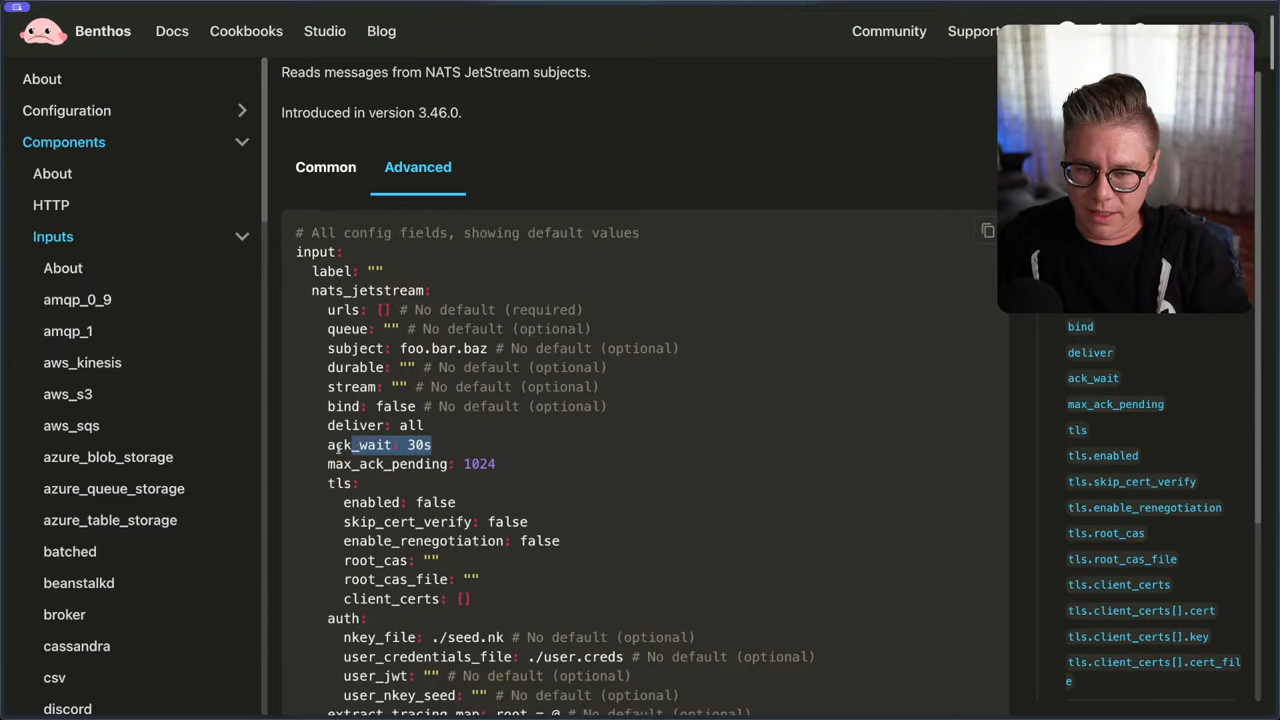 Benthos Docs Cookbooks Studio Blog Community Support
About
Configuration
Components
About
HTTP
Inputs
About
amqp_0_9
amqp_1
aws_kinesis
aws_s3
aws_sqs
azure_blob_storage
azure_queue_storage
azure_table_storage
batched
beanstalkd
broker
cassandra
csv
discord
Reads messages from NATS JetStream subjects.
Introduced in version 3.46.0.
Common Advanced
# All config fields, showing default values
input:
label: ""
nats_jetstream:
urls: [] # No default (required)
queue: "" # No default (optional)
subject: foo.bar.baz # No default (optional)
durable: "" # No default (optional)
stream: "" # No default (optional)
bind: false # No default (optional)
deliver: all
ack_wait: 30s
max_ack_pending: 1024
tls:
enabled: false
skip_cert_verify: false
enable_renegotiation: false
root_cas: ""
root_cas_file: ""
client_certs: []
auth:
nkey_file: ./seed.nk # No default (optional)
user_credentials_file: ./user.creds # No default (optional)
user_jwt: "" # No default (optional)
user_nkey_seed: "" # No default (optional)
extract_tracing_map: root = @ # No default (optional)
bind
deliver
ack_wait
max_ack_pending
tls
tls.enabled
tls.skip_cert_verify
tls.enable_renegotiation
tls.root_cas
tls.root_cas_file
tls.client_certs
tls.client_certs[].cert
tls.client_certs[].key
tls.client_certs[].cert_fil
e